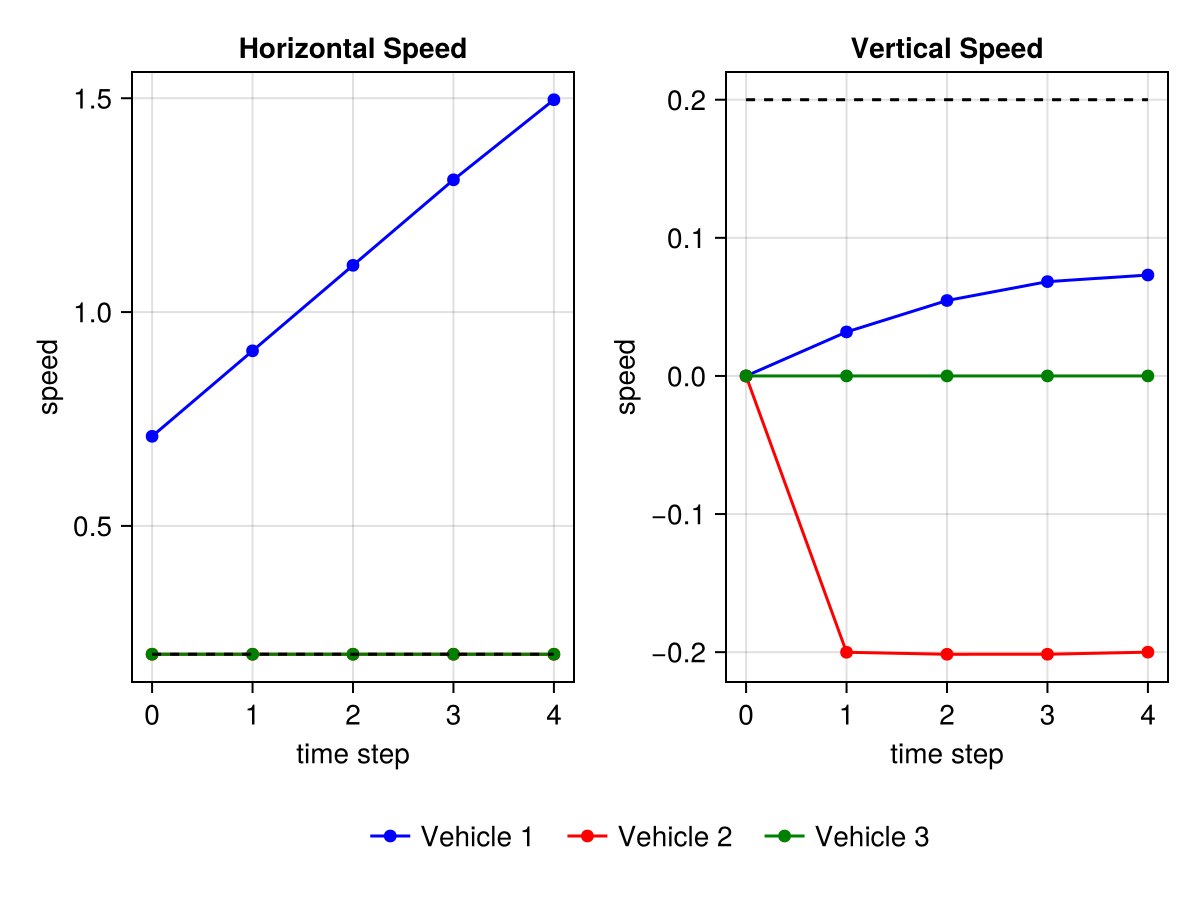 Horizontal Speed
1.5
1.0
0.5
speed
0 1 2 3 4
time step
Vertical Speed
0.2
0.1
0.0
−0.1
−0.2
speed
0 1 2 3 4
time step
Vehicle 1 Vehicle 2 Vehicle 3